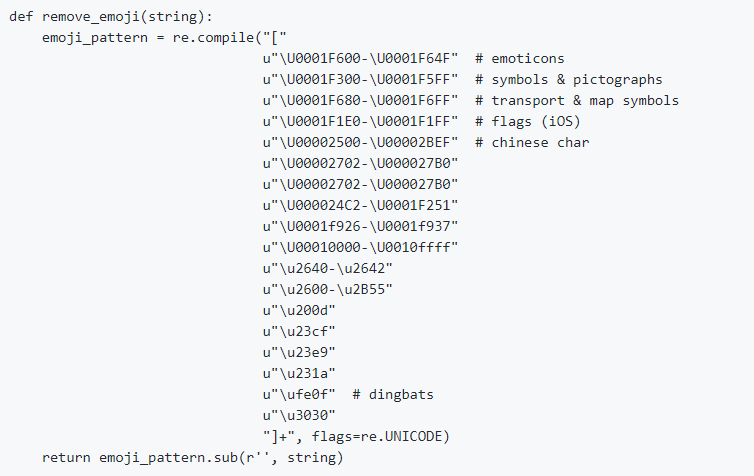 def remove_emoji(string):
    emoji_pattern = re.compile("["
                               u"\U0001F600-\U0001F64F"  # emoticons
                               u"\U0001F300-\U0001F5FF"  # symbols & pictographs
                               u"\U0001F680-\U0001F6FF"  # transport & map symbols
                               u"\U0001F1E0-\U0001F1FF"  # flags (iOS)
                               u"\U00002500-\U00002BEF"  # chinese char
                               u"\U00002702-\U000027B0"
                               u"\U00002702-\U000027B0"
                               u"\U000024C2-\U0001F251"
                               u"\U0001f926-\U0001f937"
                               u"\U00010000-\U0010ffff"
                               u"\u2640-\u2642"
                               u"\u2600-\u2B55"
                               u"\u200d"
                               u"\u23cf"
                               u"\u23e9"
                               u"\u231a"
                               u"\ufe0f"  # dingbats
                               u"\u3030"
                               "]+", flags=re.UNICODE)
    return emoji_pattern.sub(r'', string)